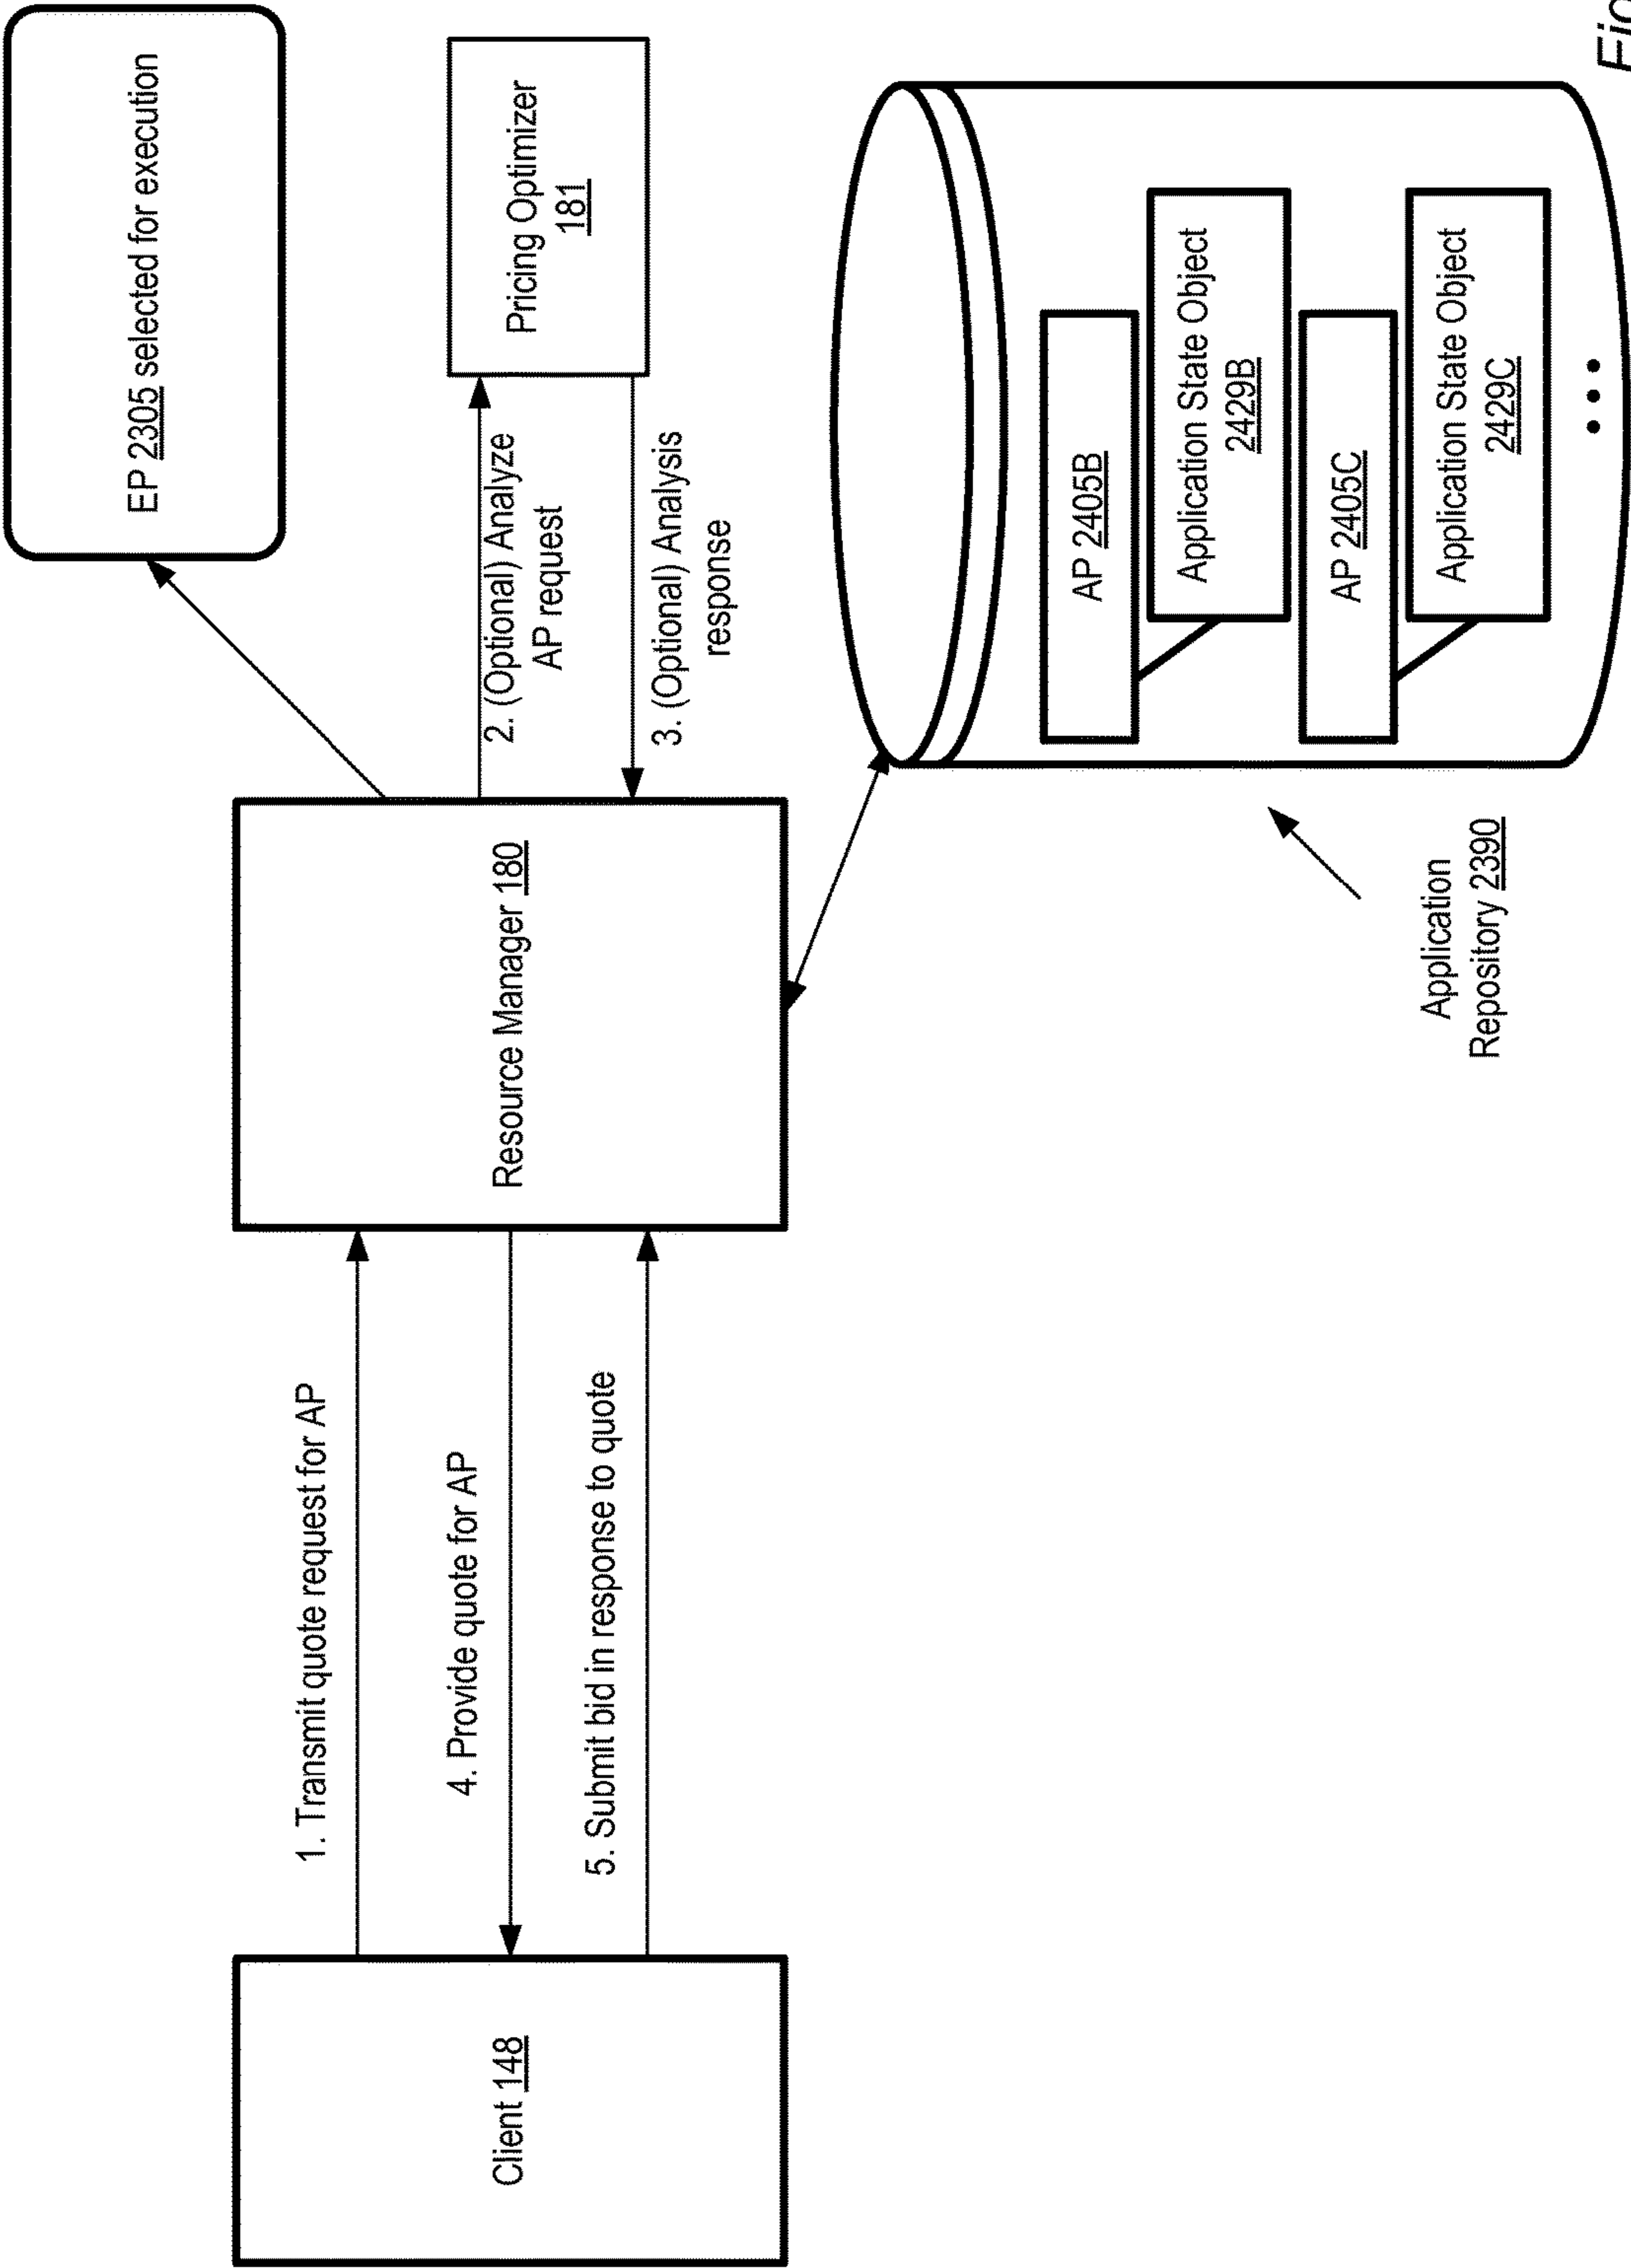 EP 2305 selected for execution
1. Transmit quote request for AP
2. (Optional) Analyze
AP request
Pricing Optimizer
181
4. Provide quote for AP
Client 148
Resource Manager 180
3. (Optional) Analysis
response
5. Submit bid in response to quote
AP 2405B
Application State Object
2429B
AP 2405C
Application State Object
2429C
Application
Repository 2390